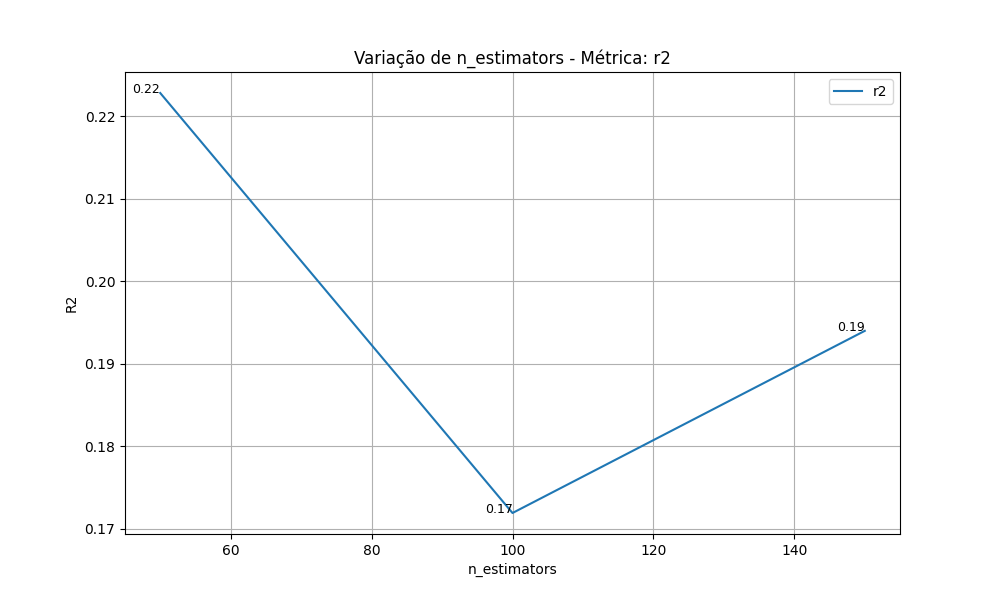 Variação de n_estimators - Métrica: r2
r2
0.22
0.17
0.19
0.22
0.21
0.20
0.19
0.18
0.17
R2
60 80 100 120 140
n_estimators